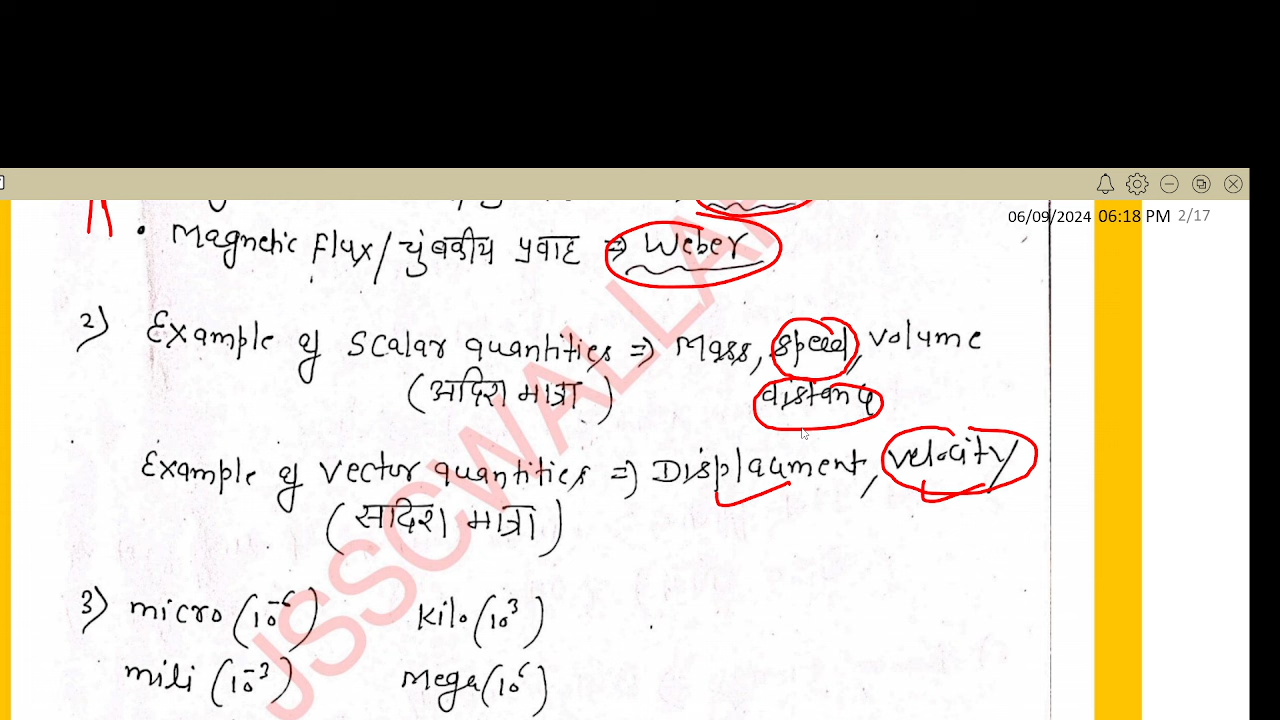 06/09/2024 06:18 PM 2/17
• Magnetic Flux/चुंबकीय प्रवाह ⇒ Weber
2) Example of Scalar quantities ⇒ Mass, speed, volume
(अदिश मात्रा) distance
Example of vector quantities ⇒ Displacement, velocity
(सदिश मात्रा)
3) micro (10⁻⁶) Kilo (10³)
mili (10⁻³) Mega (10⁶)
JSSCWALLAH